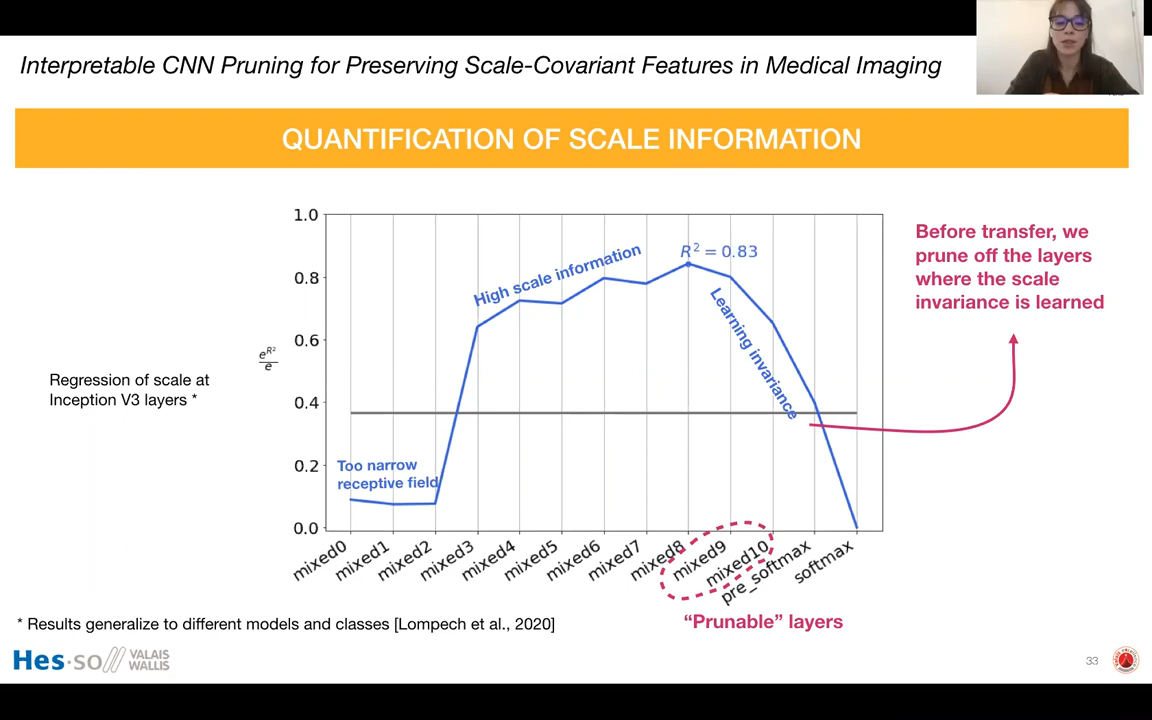 Interpretable CNN Pruning for Preserving Scale-Covariant Features in Medical Imaging
QUANTIFICATION OF SCALE INFORMATION
Before transfer, we
prune off the layers
where the scale
invariance is learned
1.0
0.8
0.6
0.4
0.2
0.0
e^{R²}/e
High scale information
R² = 0.83
Learning invariance
Too narrow
receptive field
Regression of scale at
Inception V3 layers *
mixed0
mixed1
mixed2
mixed3
mixed4
mixed5
mixed6
mixed7
mixed8
mixed9
mixed10
pre_softmax
softmax
“Prunable” layers
* Results generalize to different models and classes [Lompech et al., 2020]
Hes·so// VALAIS
WALLIS
33